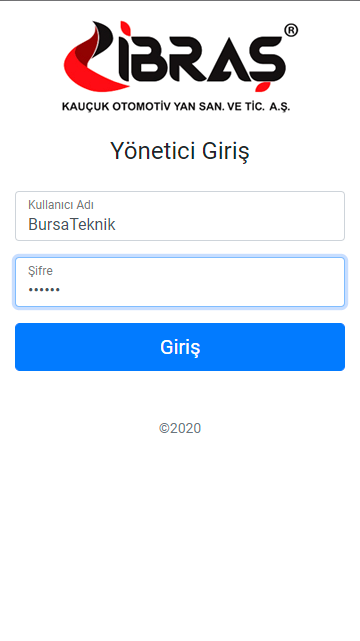 İBRAŞ®
KAUÇUK OTOMOTİV YAN SAN. VE TİC. A.Ş.
Yönetici Giriş
Kullanıcı Adı
BursaTeknik
Şifre
••••••
Giriş
©2020